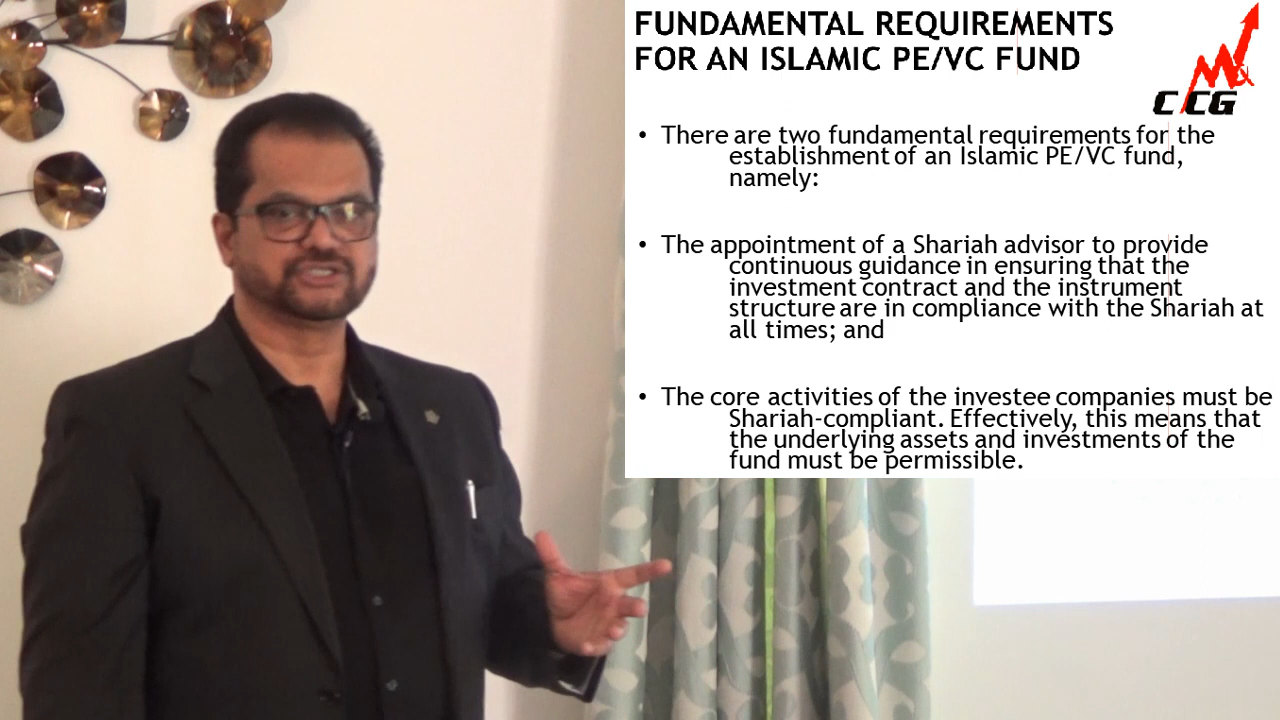 FUNDAMENTAL REQUIREMENTS
FOR AN ISLAMIC PE/VC FUND
M&
CCG
• There are two fundamental requirements for the
establishment of an Islamic PE/VC fund,
namely:
• The appointment of a Shariah advisor to provide
continuous guidance in ensuring that the
investment contract and the instrument
structure are in compliance with the Shariah at
all times; and
• The core activities of the investee companies must be
Shariah-compliant. Effectively, this means that
the underlying assets and investments of the
fund must be permissible.